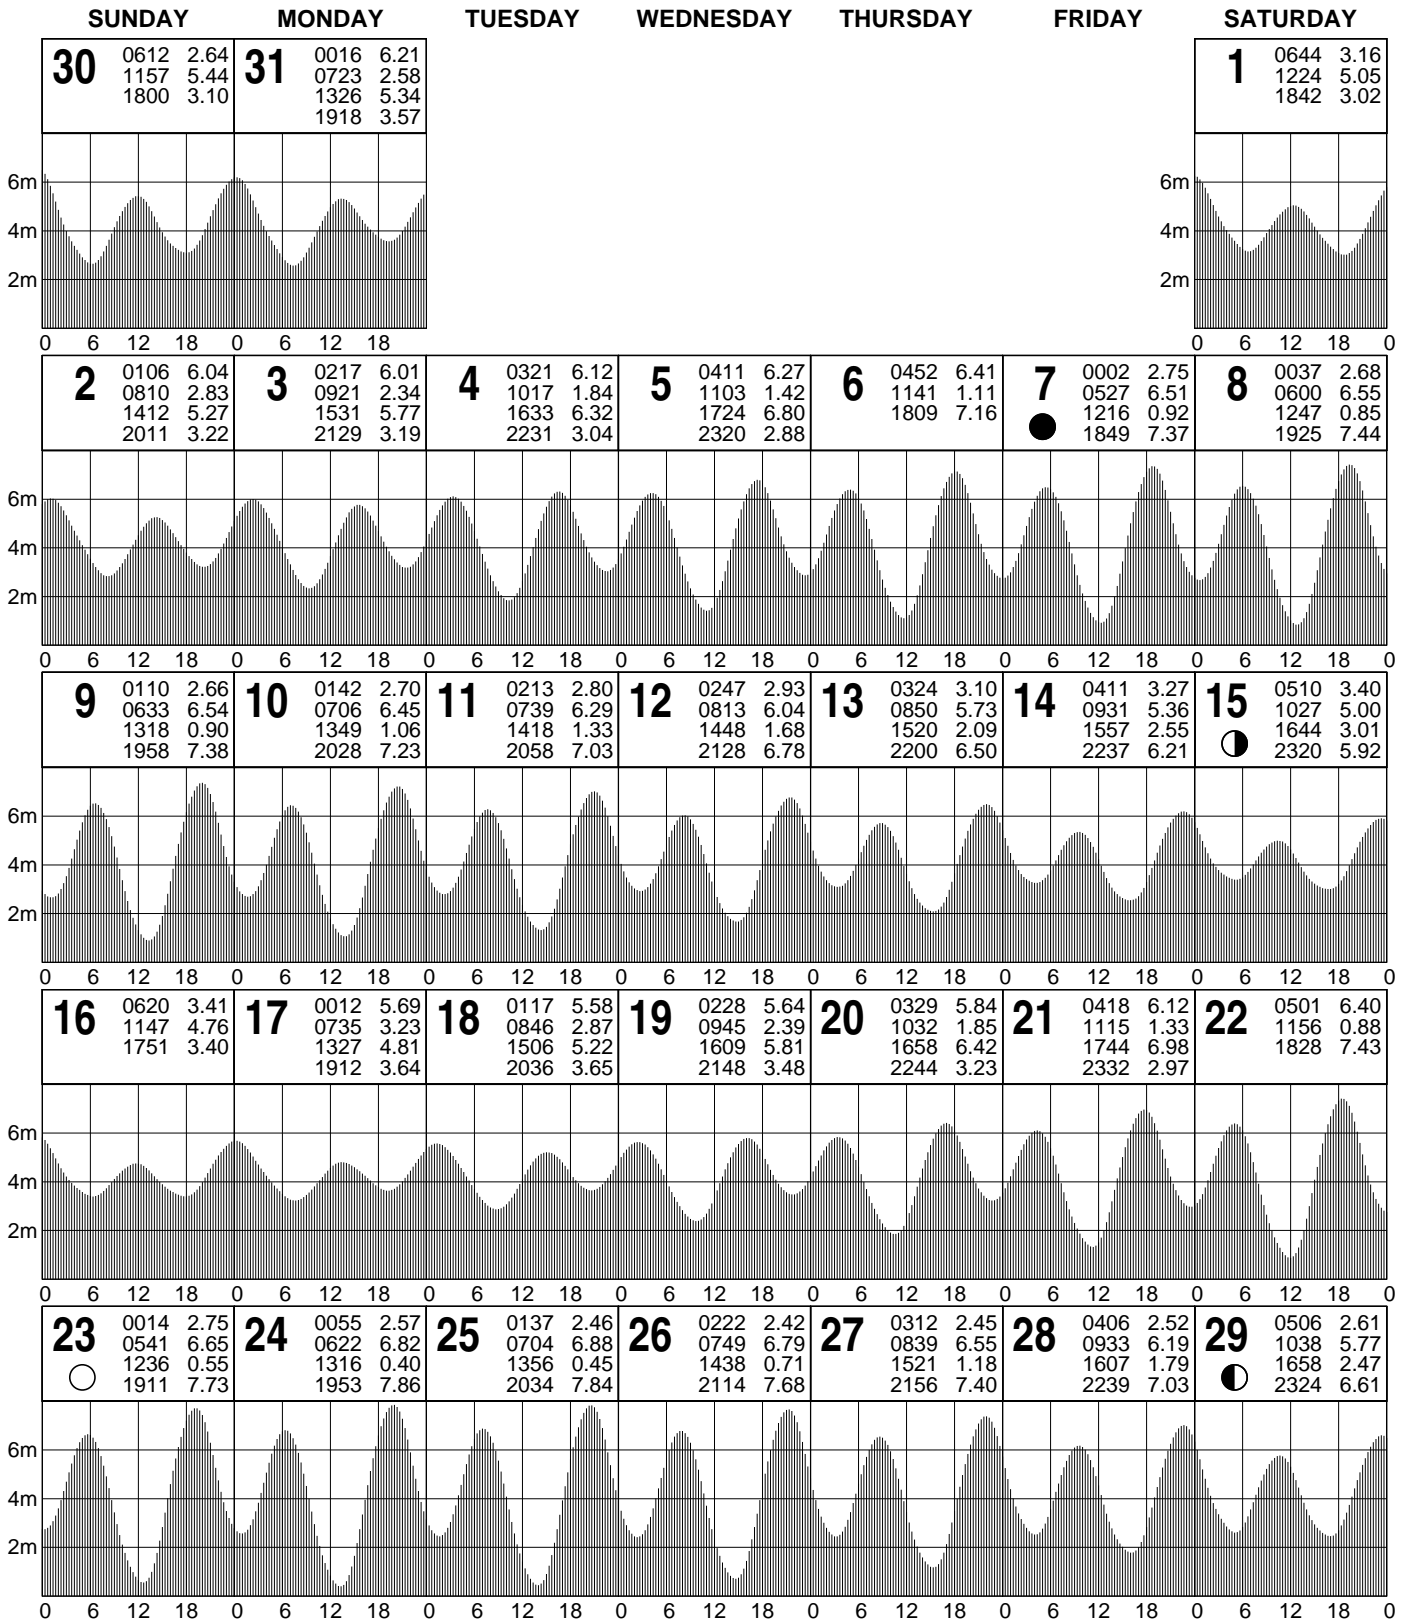 SUNDAY MONDAY TUESDAY WEDNESDAY THURSDAY FRIDAY SATURDAY
30 0612 2.64
1157 5.44
1800 3.10
31 0016 6.21
0723 2.58
1326 5.34
1918 3.57
1 0644 3.16
1224 5.05
1842 3.02
6m 6m
4m 4m
2m 2m
0 6 12 18 0 6 12 18 0 6 12 18 0
2 0106 6.04
0810 2.83
1412 5.27
2011 3.22
3 0217 6.01
0921 2.34
1531 5.77
2129 3.19
4 0321 6.12
1017 1.84
1633 6.32
2231 3.04
5 0411 6.27
1103 1.42
1724 6.80
2320 2.88
6 0452 6.41
1141 1.11
1809 7.16
7 0002 2.75
0527 6.51
1216 0.92
1849 7.37
8 0037 2.68
0600 6.55
1247 0.85
1925 7.44
6m
4m
2m
0 6 12 18 0 6 12 18 0 6 12 18 0 6 12 18 0 6 12 18 0 6 12 18 0 6 12 18 0
9 0110 2.66
0633 6.54
1318 0.90
1958 7.38
10 0142 2.70
0706 6.45
1349 1.06
2028 7.23
11 0213 2.80
0739 6.29
1418 1.33
2058 7.03
12 0247 2.93
0813 6.04
1448 1.68
2128 6.78
13 0324 3.10
0850 5.73
1520 2.09
2200 6.50
14 0411 3.27
0931 5.36
1557 2.55
2237 6.21
15 0510 3.40
1027 5.00
1644 3.01
2320 5.92
6m
4m
2m
0 6 12 18 0 6 12 18 0 6 12 18 0 6 12 18 0 6 12 18 0 6 12 18 0 6 12 18 0
16 0620 3.41
1147 4.76
1751 3.40
17 0012 5.69
0735 3.23
1327 4.81
1912 3.64
18 0117 5.58
0846 2.87
1506 5.22
2036 3.65
19 0228 5.64
0945 2.39
1609 5.81
2148 3.48
20 0329 5.84
1032 1.85
1658 6.42
2244 3.23
21 0418 6.12
1115 1.33
1744 6.98
2332 2.97
22 0501 6.40
1156 0.88
1828 7.43
6m
4m
2m
0 6 12 18 0 6 12 18 0 6 12 18 0 6 12 18 0 6 12 18 0 6 12 18 0 6 12 18 0
23 0014 2.75
0541 6.65
1236 0.55
1911 7.73
24 0055 2.57
0622 6.82
1316 0.40
1953 7.86
25 0137 2.46
0704 6.88
1356 0.45
2034 7.84
26 0222 2.42
0749 6.79
1438 0.71
2114 7.68
27 0312 2.45
0839 6.55
1521 1.18
2156 7.40
28 0406 2.52
0933 6.19
1607 1.79
2239 7.03
29 0506 2.61
1038 5.77
1658 2.47
2324 6.61
6m
4m
2m
0 6 12 18 0 6 12 18 0 6 12 18 0 6 12 18 0 6 12 18 0 6 12 18 0 6 12 18 0